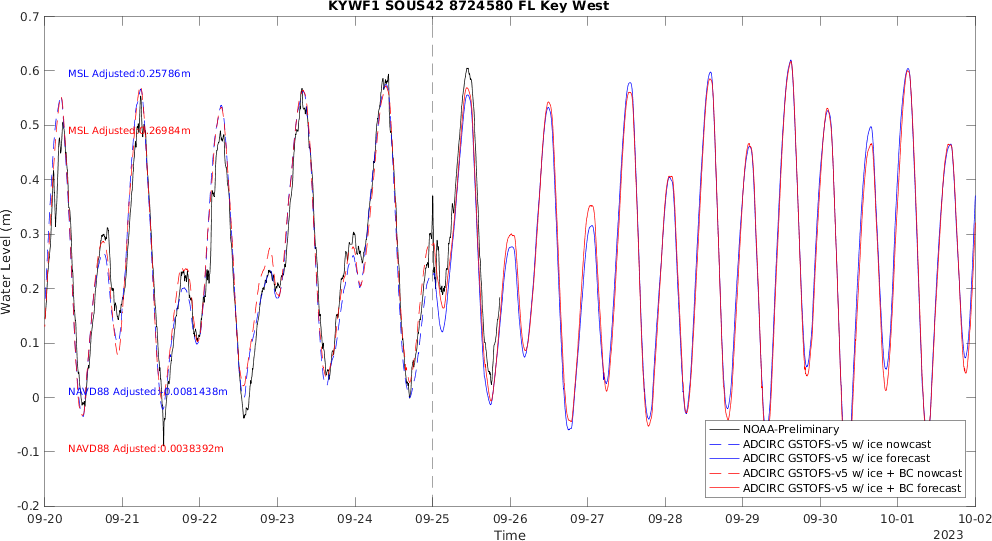 KYWF1 SOUS42 8724580 FL Key West
0.7
0.6
0.5
0.4
0.3
0.2
0.1
0
-0.1
-0.2
Water Level (m)
MSL Adjusted:0.25786m
MSL Adjusted:0.26984m
NAVD88 Adjusted:-0.0081438m
NAVD88 Adjusted:0.0038392m
NOAA-Preliminary
ADCIRC GSTOFS-v5 w/ ice nowcast
ADCIRC GSTOFS-v5 w/ ice forecast
ADCIRC GSTOFS-v5 w/ ice + BC nowcast
ADCIRC GSTOFS-v5 w/ ice + BC forecast
09-20 09-21 09-22 09-23 09-24 09-25 09-26 09-27 09-28 09-29 09-30 10-01 10-02
Time
2023